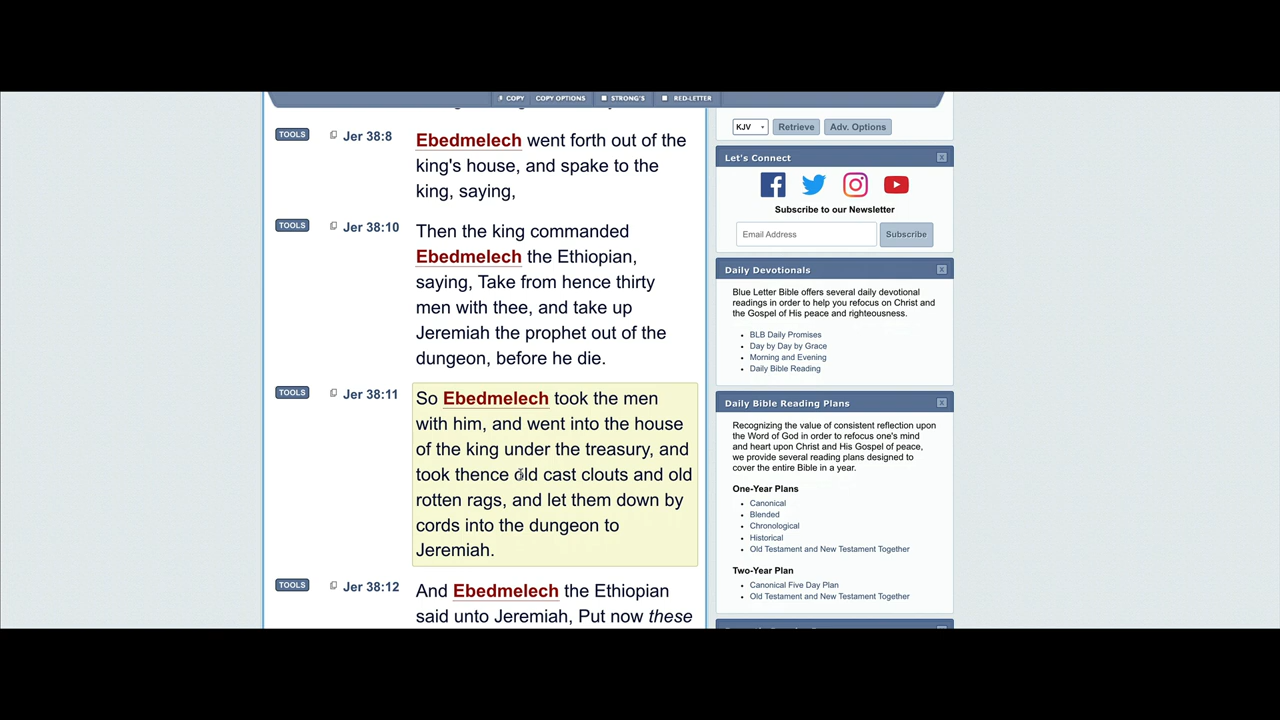 COPY COPY OPTIONS STRONG'S RED-LETTER
TOOLS Jer 38:8
Ebedmelech went forth out of the
king's house, and spake to the
king, saying,
TOOLS Jer 38:10
Then the king commanded
Ebedmelech the Ethiopian,
saying, Take from hence thirty
men with thee, and take up
Jeremiah the prophet out of the
dungeon, before he die.
TOOLS Jer 38:11
So Ebedmelech took the men
with him, and went into the house
of the king under the treasury, and
took thence old cast clouts and old
rotten rags, and let them down by
cords into the dungeon to
Jeremiah.
TOOLS Jer 38:12
And Ebedmelech the Ethiopian
said unto Jeremiah, Put now these
KJV Retrieve Adv. Options
Let's Connect
Subscribe to our Newsletter
Email Address Subscribe
Daily Devotionals
Blue Letter Bible offers several daily devotional
readings in order to help you refocus on Christ and
the Gospel of His peace and righteousness.
BLB Daily Promises
Day by Day by Grace
Morning and Evening
Daily Bible Reading
Daily Bible Reading Plans
Recognizing the value of consistent reflection upon
the Word of God in order to refocus one's mind
and heart upon Christ and His Gospel of peace,
we provide several reading plans designed to
cover the entire Bible in a year.
One-Year Plans
Canonical
Blended
Chronological
Historical
Old Testament and New Testament Together
Two-Year Plan
Canonical Five Day Plan
Old Testament and New Testament Together